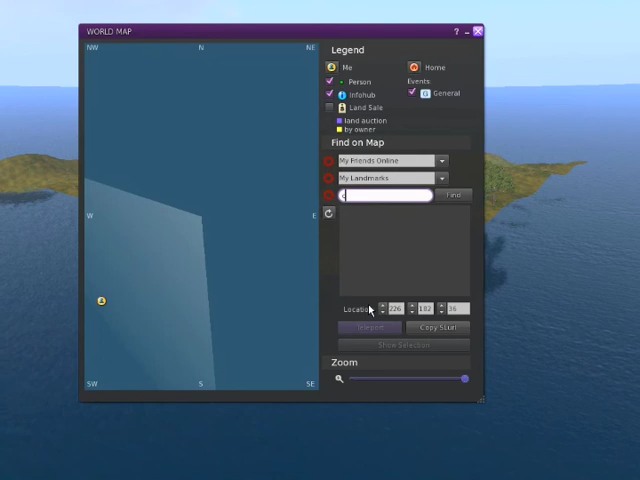 WORLD MAP
?
NW N NE
W E
SW S SE
Legend
Me Home
Person Events
Infohub General
Land Sale
land auction
by owner
Find on Map
My Friends Online
My Landmarks
Find
Location 226 102 36
Teleport Copy SLurl
Show Selection
Zoom